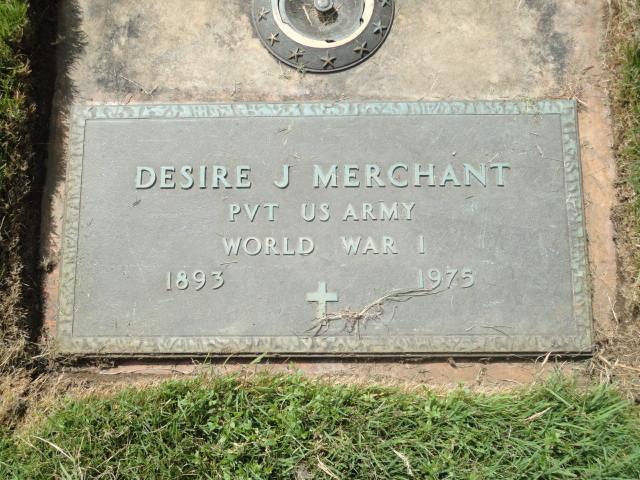 DESIRE J MERCHANT
PVT US ARMY
WORLD WAR I
1893 1975